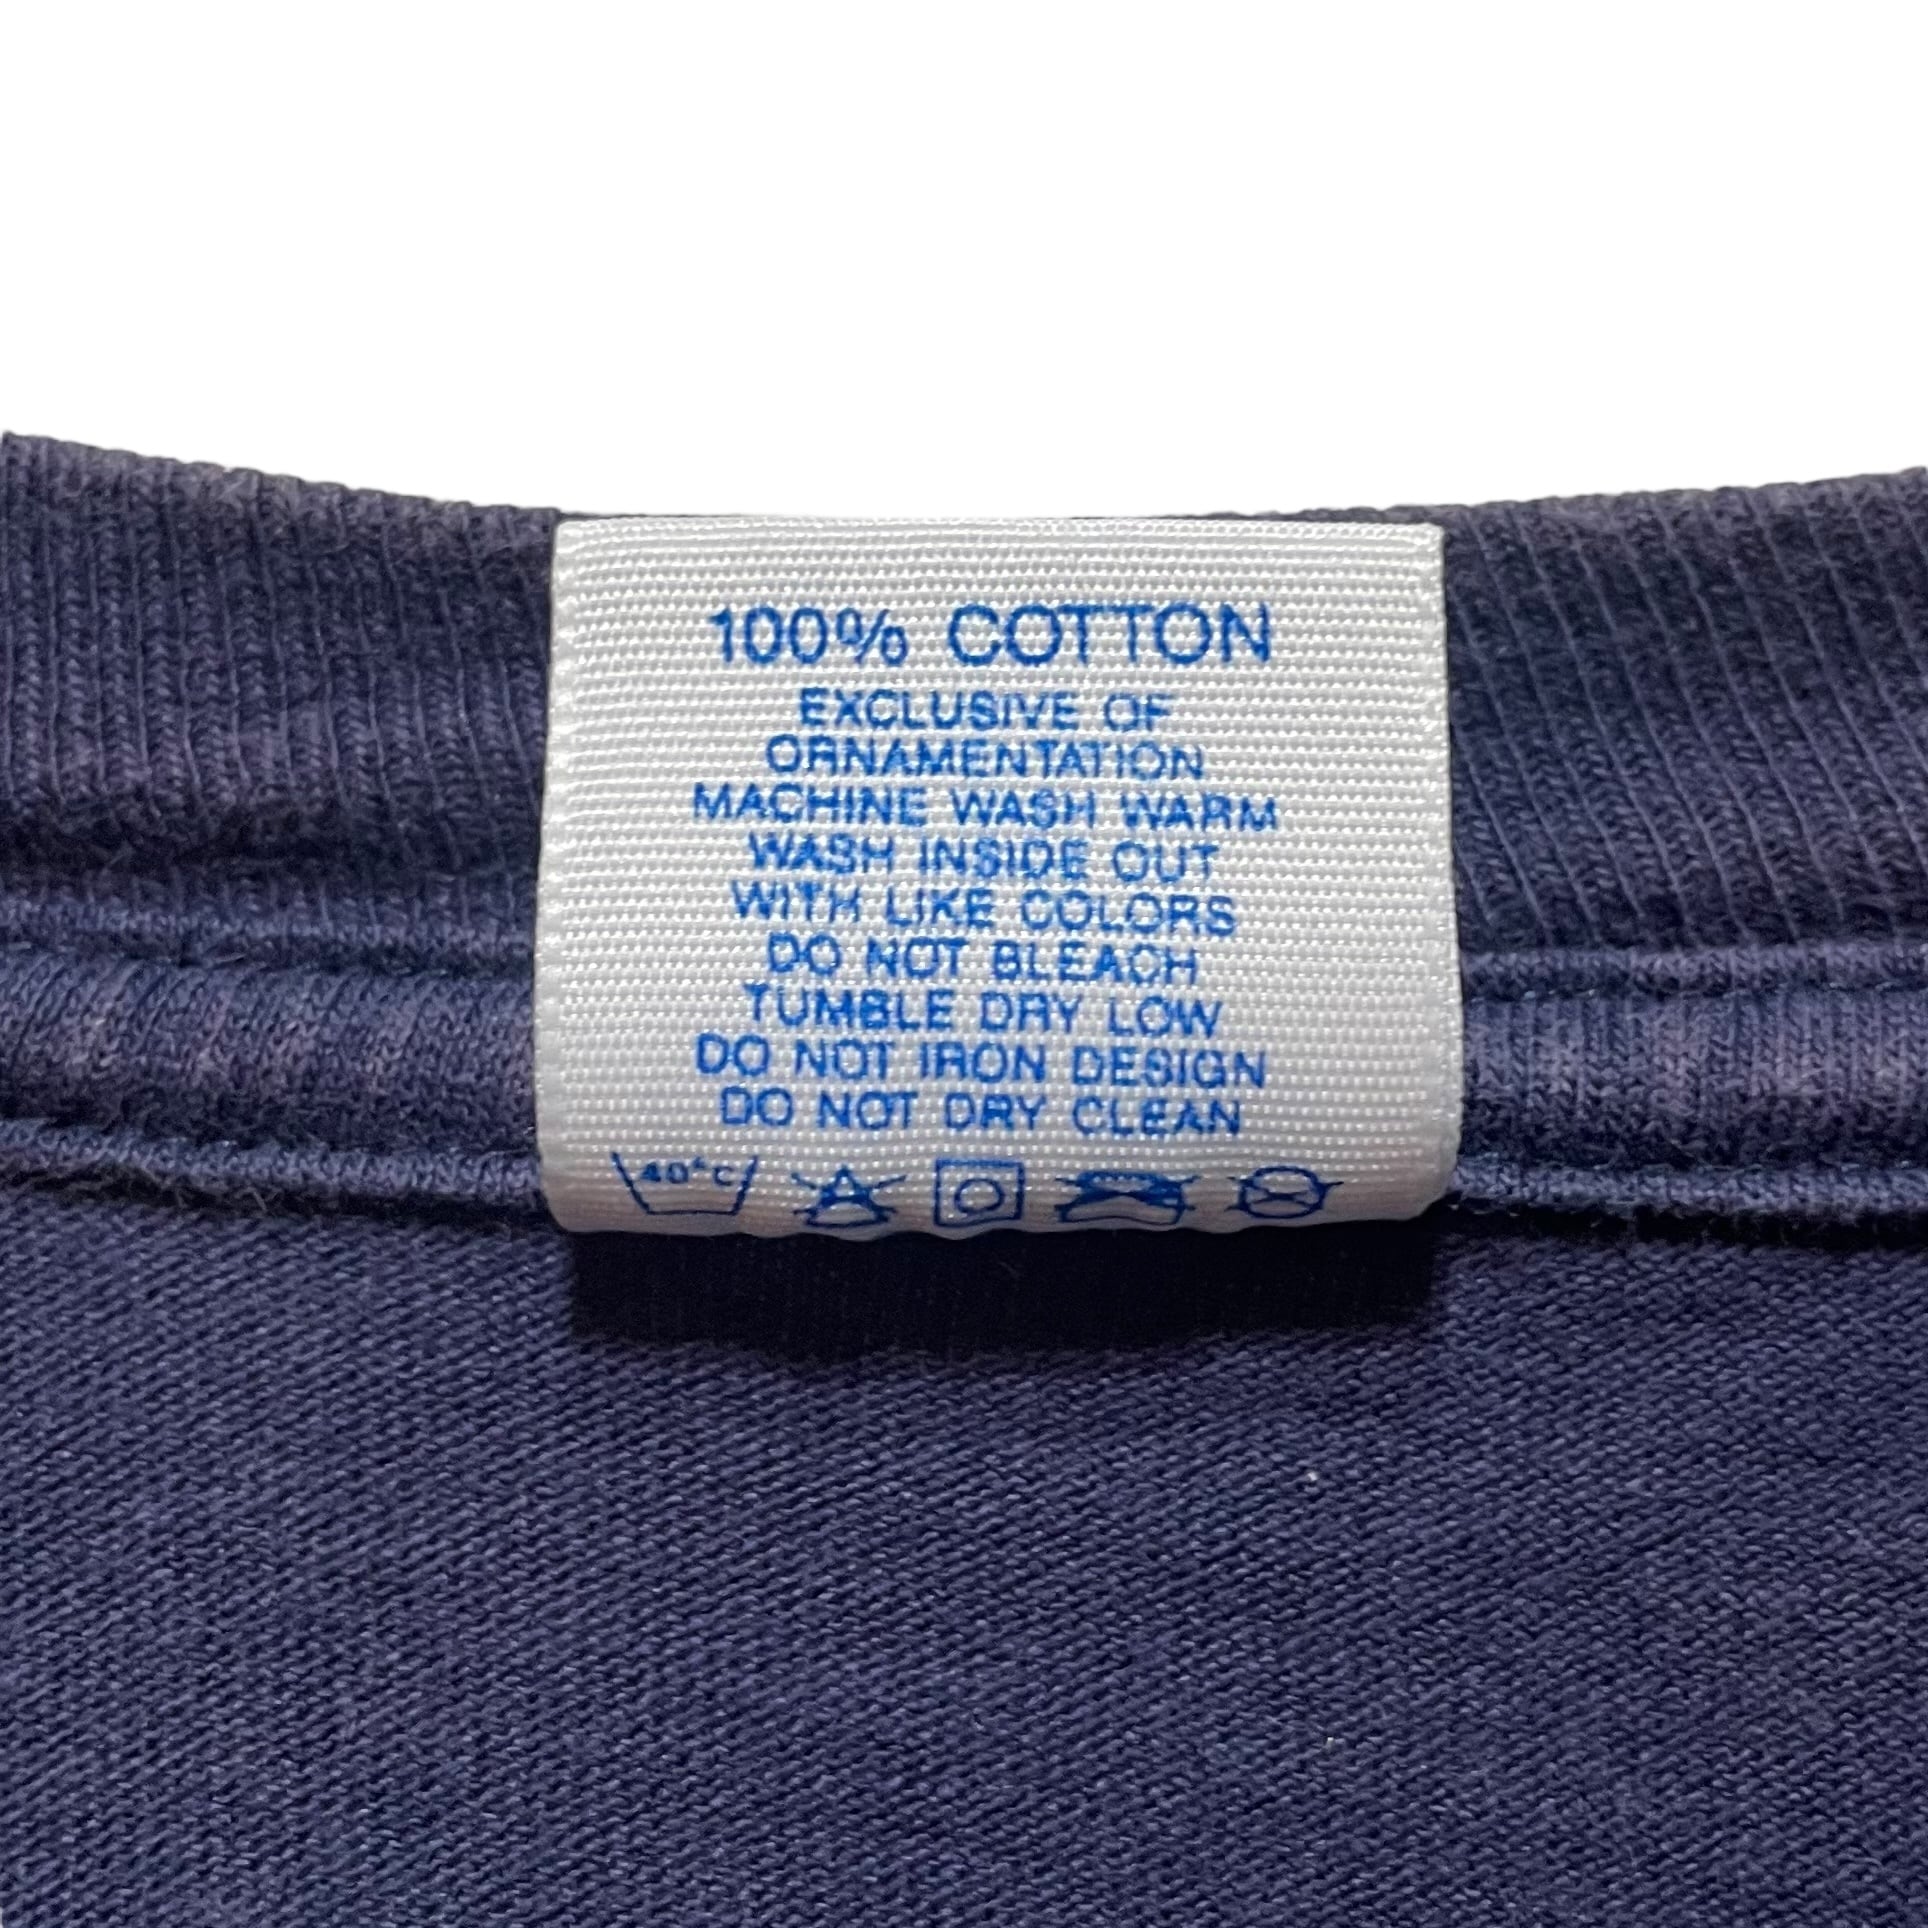 100% COTTON
EXCLUSIVE OF
ORNAMENTATION
MACHINE WASH WARM
WASH INSIDE OUT
WITH LIKE COLORS
DO NOT BLEACH
TUMBLE DRY LOW
DO NOT IRON DESIGN
DO NOT DRY CLEAN
40°C